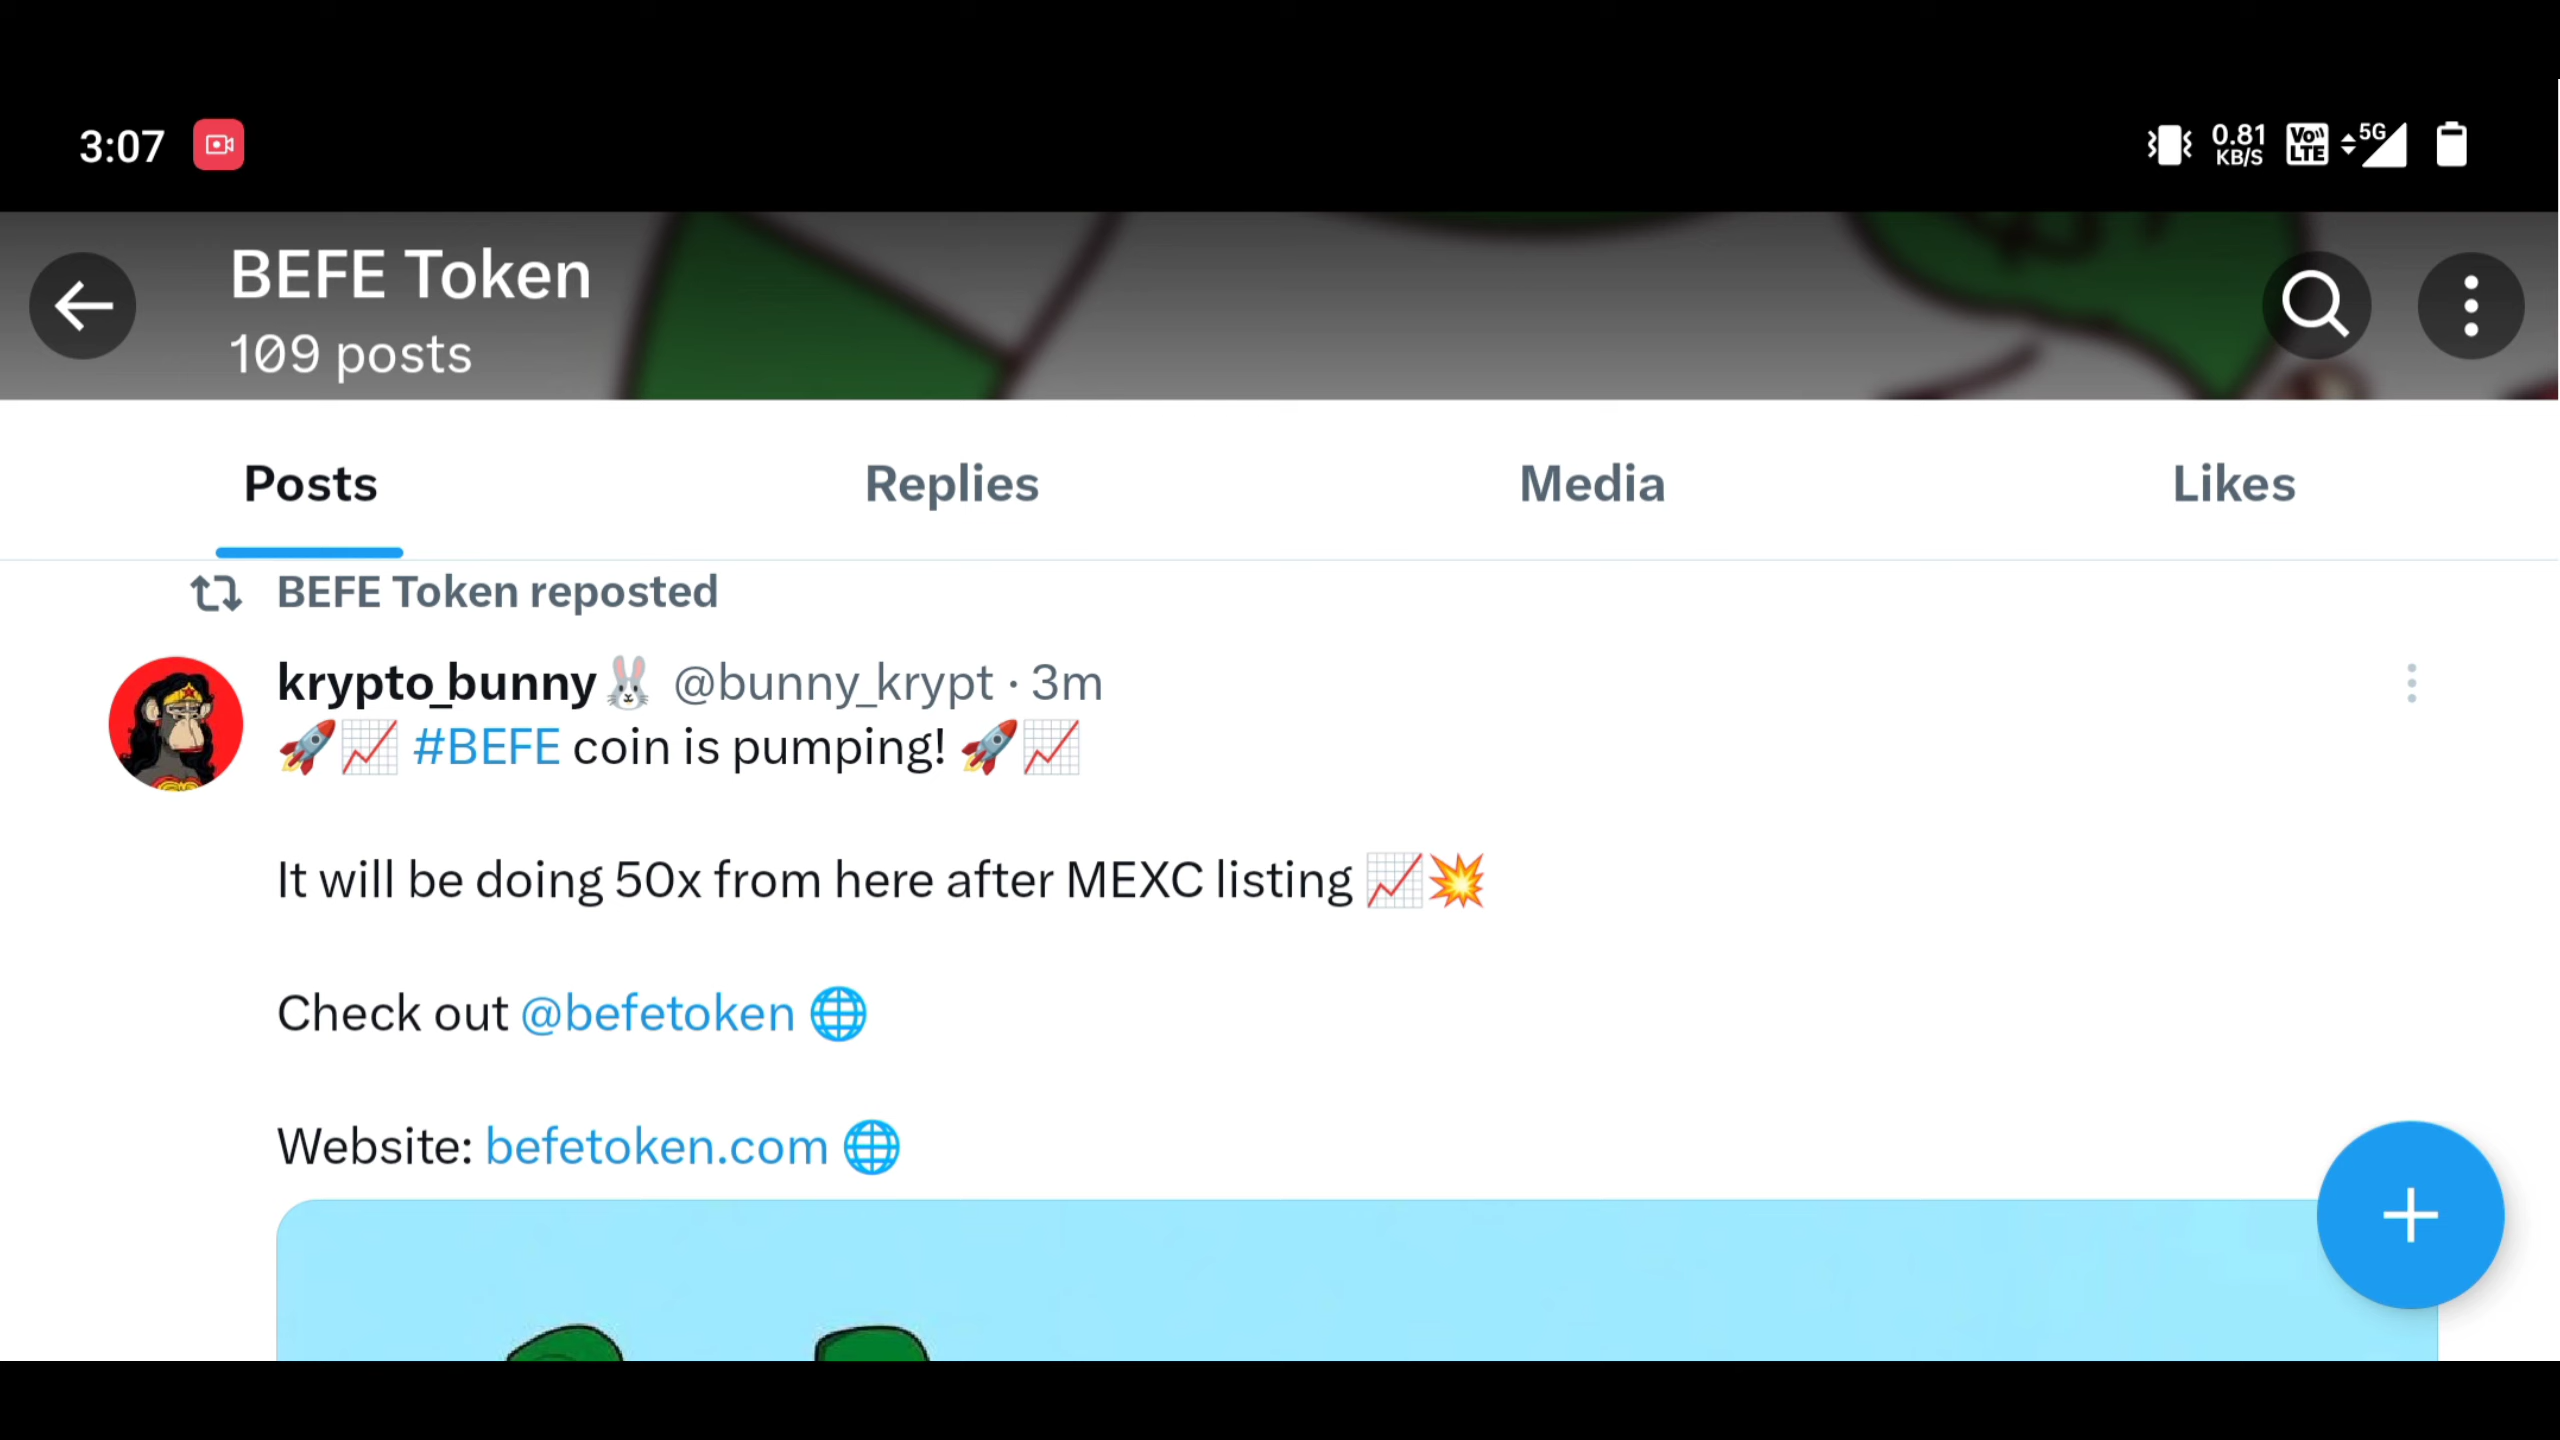 3:07
0.81
KB/S
Vo
LTE
5G
BEFE Token
109 posts
Posts
Replies
Media
Likes
BEFE Token reposted
krypto_bunny🐰 @bunny_krypt · 3m
🚀📈 #BEFE coin is pumping! 🚀📈
It will be doing 50x from here after MEXC listing 📈💥
Check out @befetoken 🌐
Website: befetoken.com 🌐